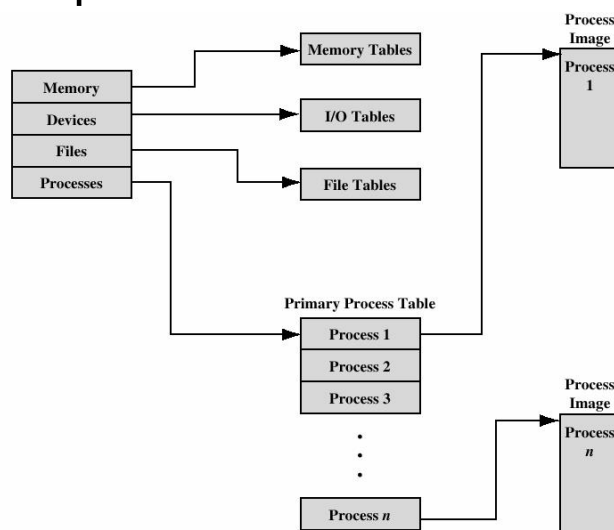 Process
Image
Process
1
Memory Tables
Memory
Devices
Files
Processes
I/O Tables
File Tables
Primary Process Table
Process 1
Process 2
Process 3
Process n
Process
Image
Process
n